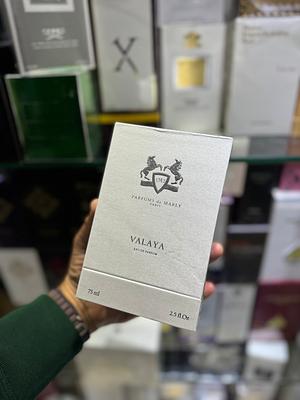 X
PARFUMS de MARLY
PARIS
VALAYA
EAU DE PARFUM
75 ml
2.5 fl Oz